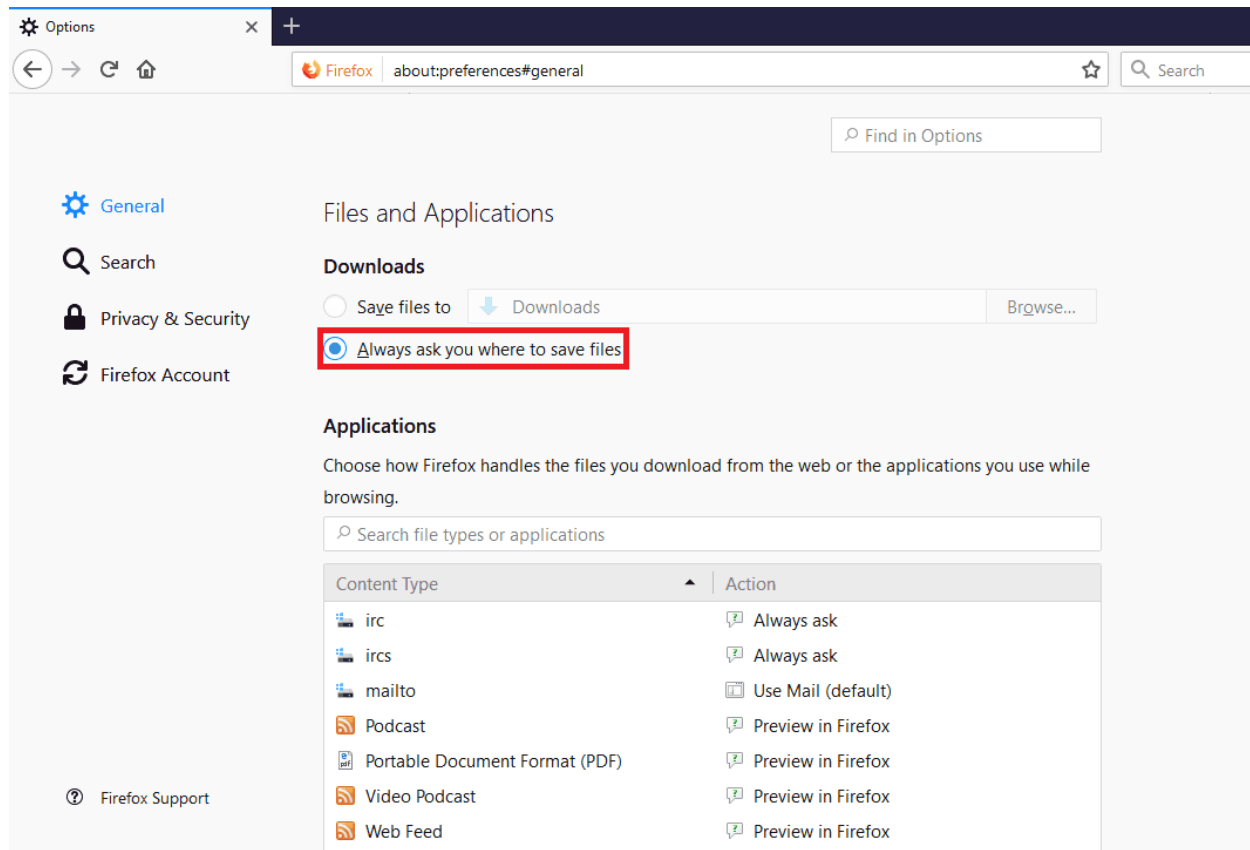 Options
Firefox about:preferences#general Search
Find in Options
General
Search
Privacy & Security
Firefox Account
Firefox Support
Files and Applications
Downloads
Save files to Downloads Browse...
Always ask you where to save files
Applications
Choose how Firefox handles the files you download from the web or the applications you use while
browsing.
Search file types or applications
Content Type Action
irc Always ask
ircs Always ask
mailto Use Mail (default)
Podcast Preview in Firefox
Portable Document Format (PDF) Preview in Firefox
Video Podcast Preview in Firefox
Web Feed Preview in Firefox